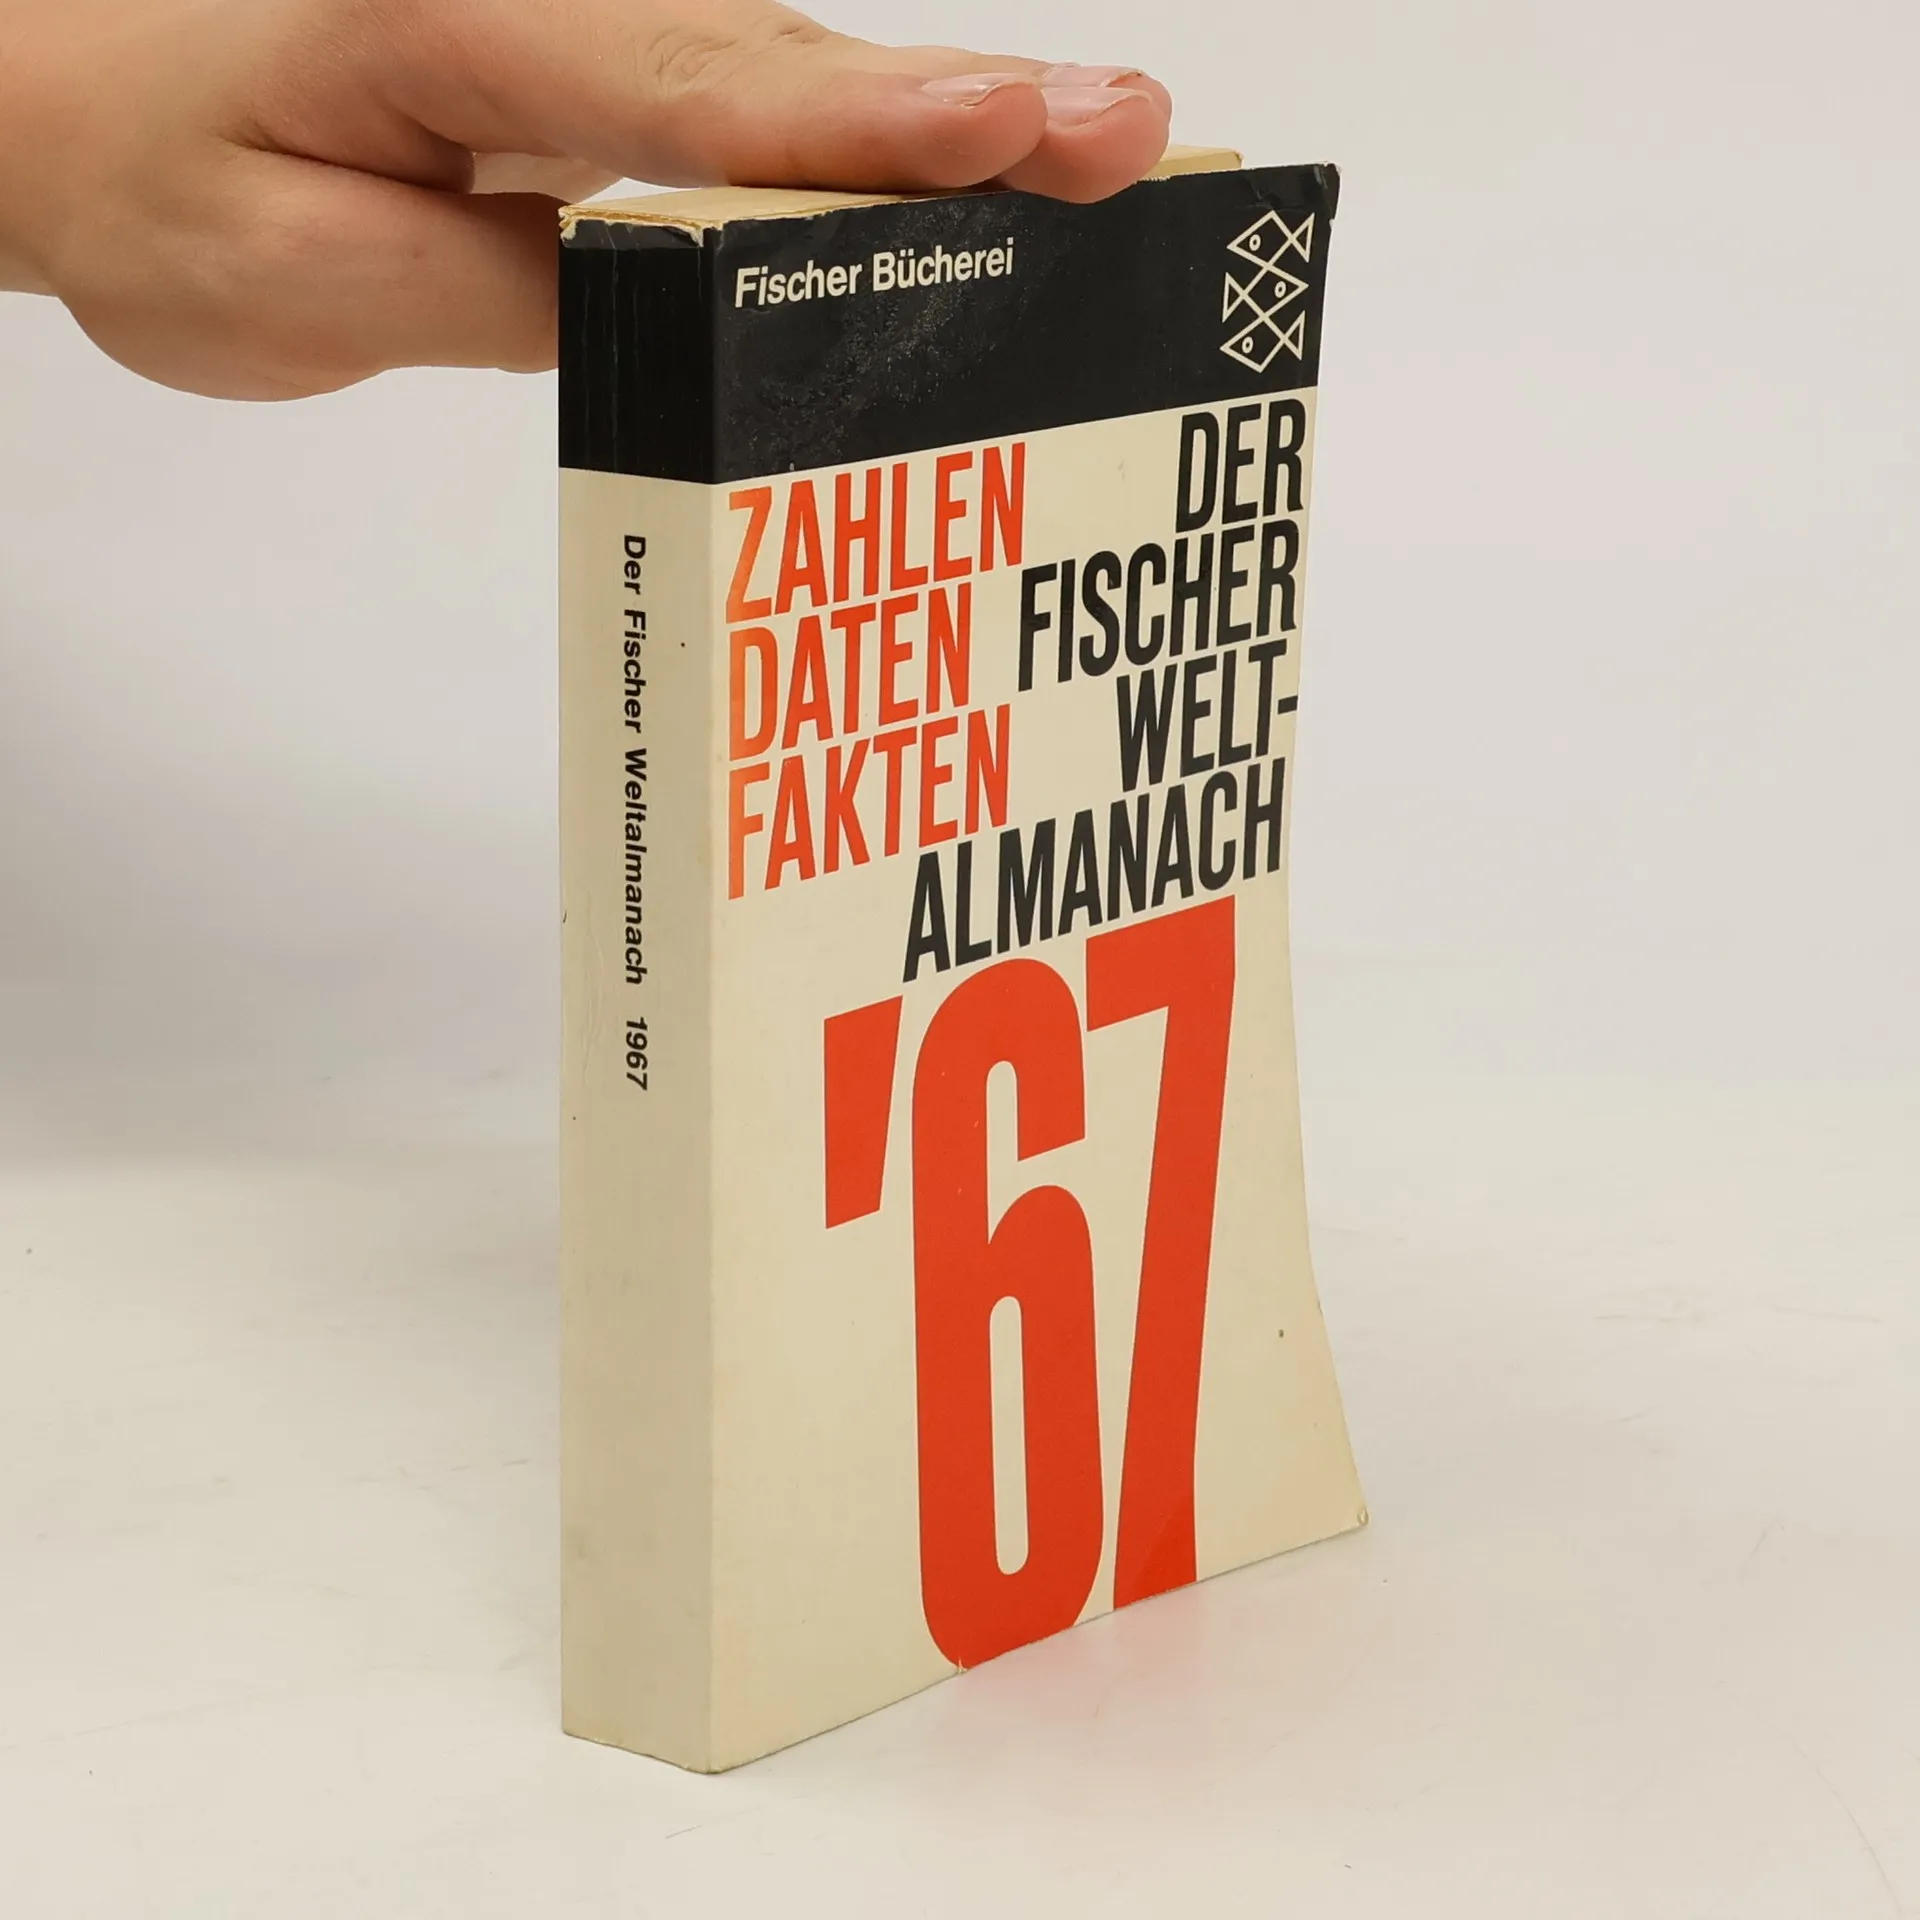 Fischer Bücherei
ZAHLEN
DATEN
FAKTEN
DER
FISCHER
WELT-
ALMANACH
'67
Der Fischer Weltalmanach 1967